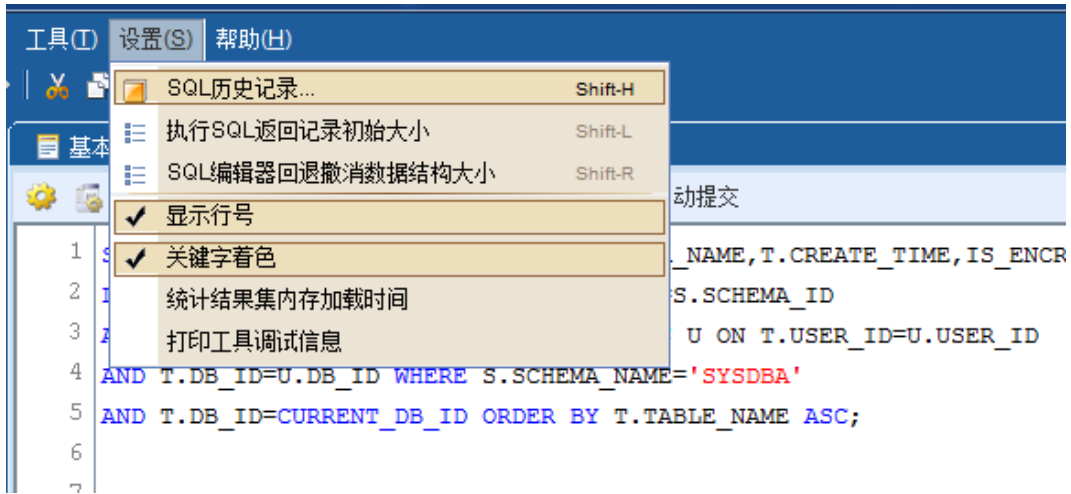 工具(T) 设置(S) 帮助(H)
SQL历史记录... Shift-H
执行SQL返回记录初始大小 Shift-L
基本
SQL编辑器回退撤消数据结构大小 Shift-R
动提交
显示行号
关键字着色
统计结果集内存加载时间
打印工具调试信息
1 _NAME,T.CREATE_TIME,IS_ENCR
2 =S.SCHEMA_ID
3 U ON T.USER_ID=U.USER_ID
4 AND T.DB_ID=U.DB_ID WHERE S.SCHEMA_NAME='SYSDBA'
5 AND T.DB_ID=CURRENT_DB_ID ORDER BY T.TABLE_NAME ASC;
6